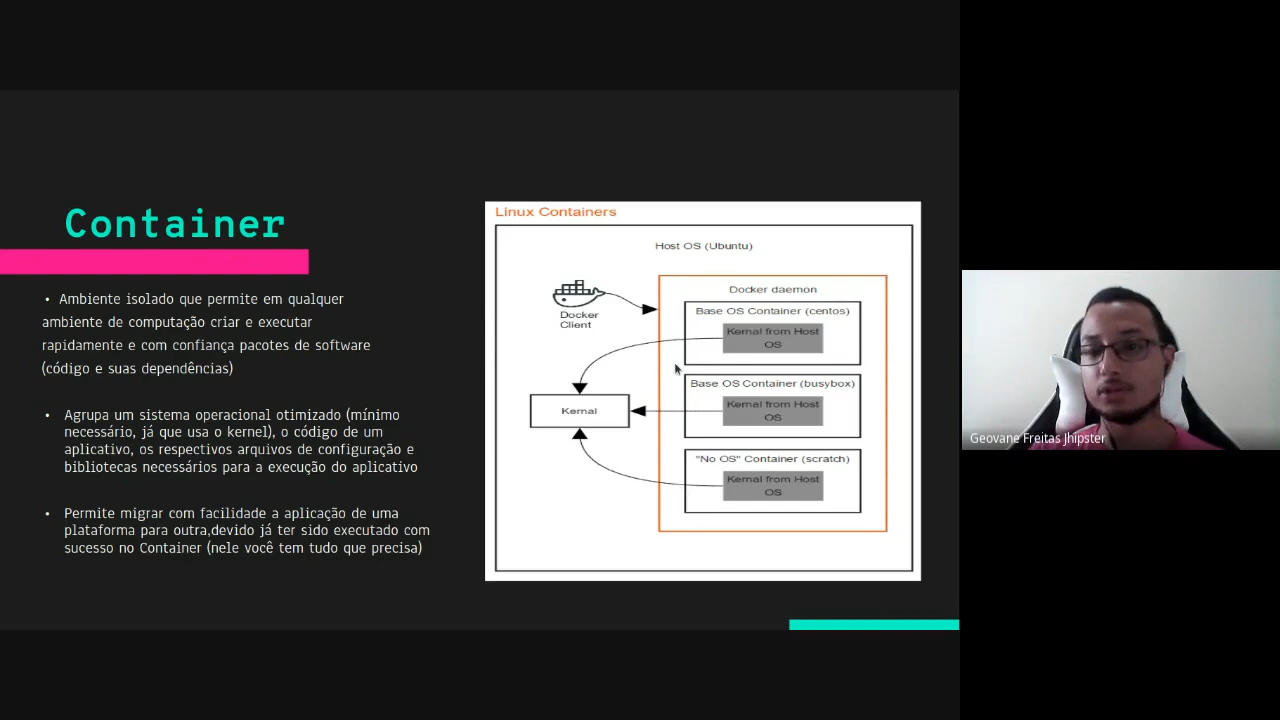 Container
• Ambiente isolado que permite em qualquer
ambiente de computação criar e executar
rapidamente e com confiança pacotes de software
(código e suas dependências)
• Agrupa um sistema operacional otimizado (mínimo
necessário, já que usa o kernel), o código de um
aplicativo, os respectivos arquivos de configuração e
bibliotecas necessários para a execução do aplicativo
• Permite migrar com facilidade a aplicação de uma
plataforma para outra,devido já ter sido executado com
sucesso no Container (nele você tem tudo que precisa)
Linux Containers
Host OS (Ubuntu)
Docker
Client
Docker daemon
Base OS Container (centos)
Kernal from Host
OS
Kernal
Base OS Container (busybox)
Kernal from Host
OS
"No OS" Container (scratch)
Kernal from Host
OS
Geovane Freitas Jhipster